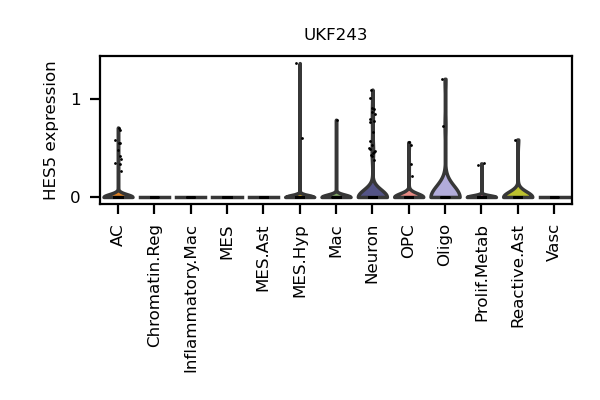 UKF243
HES5 expression
1
0
AC
Chromatin.Reg
Inflammatory.Mac
MES
MES.Ast
MES.Hyp
Mac
Neuron
OPC
Oligo
Prolif.Metab
Reactive.Ast
Vasc